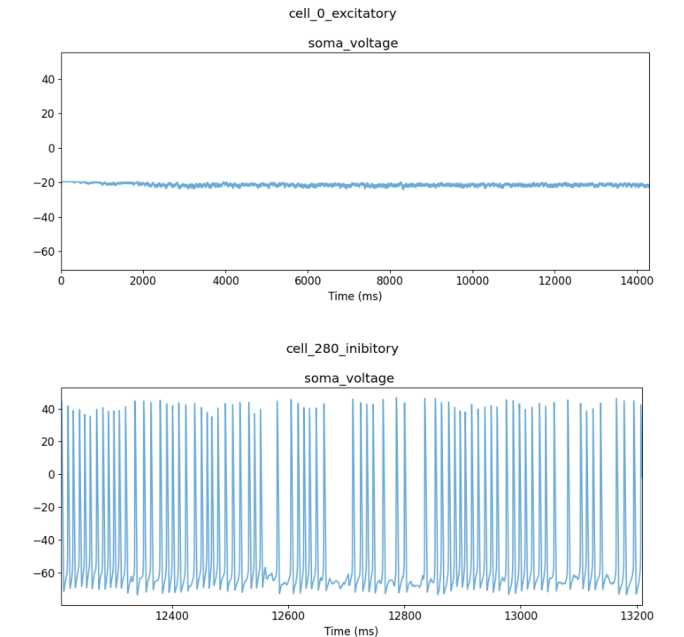 cell_0_excitatory
soma_voltage
40
20
0
−20
−40
−60
0 2000 4000 6000 8000 10000 12000 14000
Time (ms)
cell_280_inibitory
soma_voltage
40
20
0
−20
−40
−60
12400 12600 12800 13000 13200
Time (ms)